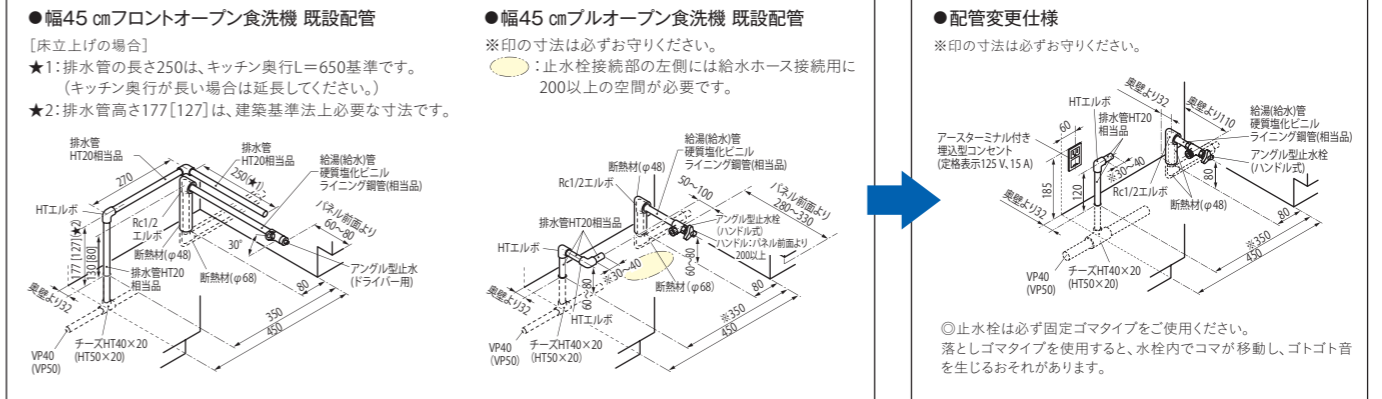 ●幅45 ㎝フロントオープン食洗機 既設配管
［床立上げの場合］
★1：排水管の長さ250は、キッチン奥行L＝650基準です。
（キッチン奥行が長い場合は延長してください。）
★2：排水管高さ177［127］は、建築基準法上必要な寸法です。
排水管
HT20相当品
排水管
HT20相当品
給湯(給水)管
硬質塩化ビニル
ライニング鋼管(相当品)
270
250(★1)
HTエルボ
Rc1/2
エルボ
パネル前面より
60～80
30°
177［127］(★2)
130［80］
断熱材(φ48)
排水管HT20
相当品
断熱材(φ68)
アングル型止水
(ドライバー用)
奥壁より32
80
350
450
VP40
(VP50)
チーズHT40×20
(HT50×20)
●幅45 ㎝プルオープン食洗機 既設配管
※印の寸法は必ずお守りください。
：止水栓接続部の左側には給水ホース接続用に
200以上の空間が必要です。
給湯(給水)管
硬質塩化ビニル
ライニング鋼管(相当品)
断熱材(φ48)
Rc1/2エルボ
50～100
パネル前面より
280～330
排水管HT20相当品
アングル型止水栓
(ハンドル式)
ハンドル：パネル前面より
200以上
HTエルボ
※30～40
60～80
60～80
断熱材(φ68)
奥壁より32
HTエルボ
80
※350
450
VP40
(VP50)
チーズHT40×20
(HT50×20)
●配管変更仕様
※印の寸法は必ずお守りください。
奥壁より32
奥壁より110
HTエルボ
排水管HT20
相当品
給湯(給水)管
硬質塩化ビニル
ライニング鋼管(相当品)
60
アースターミナル付き
埋込型コンセント
(定格表示125 V、15 A)
アングル型止水栓
(ハンドル式)
※30～40
80
185
120
Rc1/2エルボ
断熱材(φ48)
奥壁より32
80
※350
450
VP40
(VP50)
チーズHT40×20
(HT50×20)
◎止水栓は必ず固定ゴマタイプをご使用ください。
落としゴマタイプを使用すると、水栓内でコマが移動し、ゴトゴト音
を生じるおそれがあります。